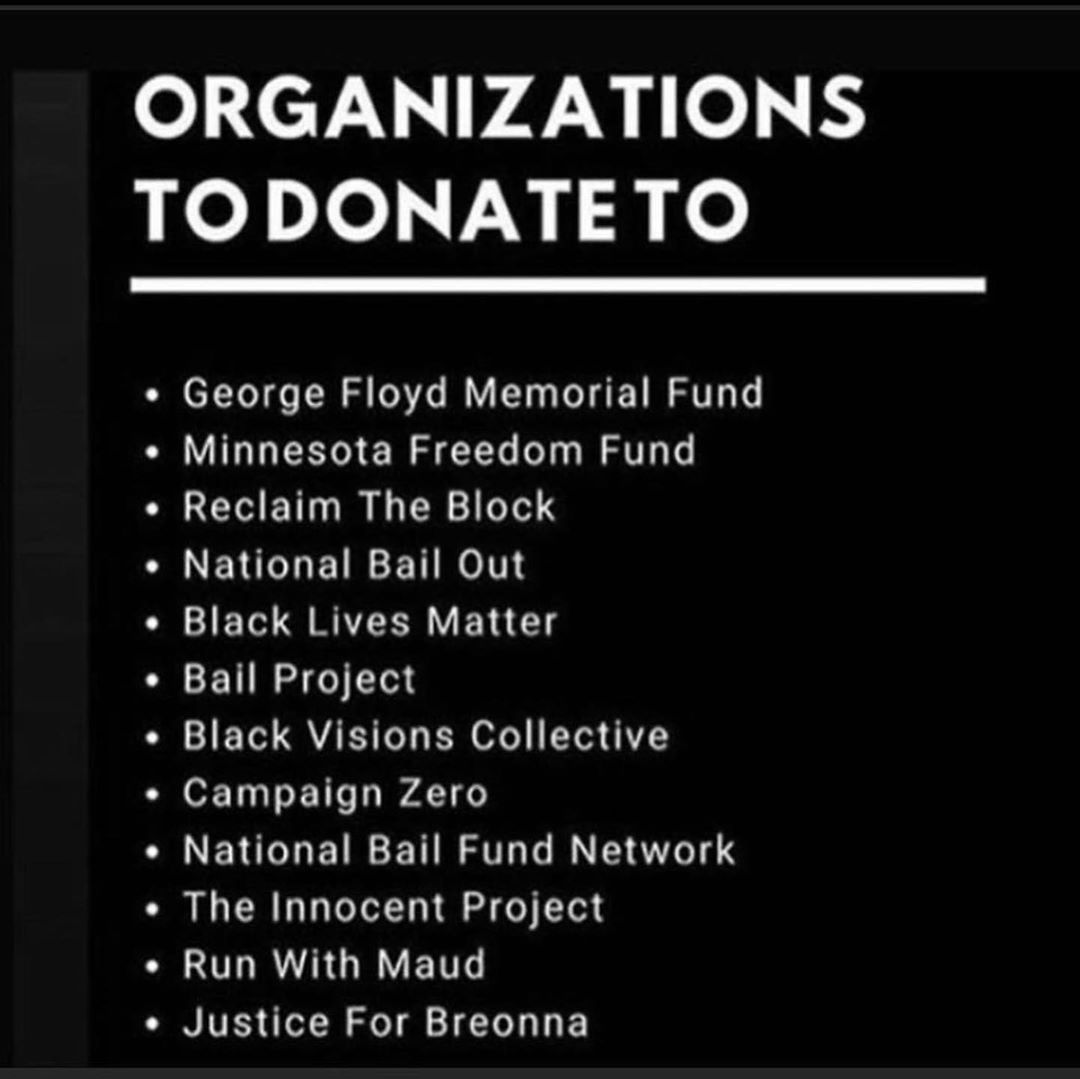 ORGANIZATIONS
TO DONATE TO
• George Floyd Memorial Fund
• Minnesota Freedom Fund
• Reclaim The Block
• National Bail Out
• Black Lives Matter
• Bail Project
• Black Visions Collective
• Campaign Zero
• National Bail Fund Network
• The Innocent Project
• Run With Maud
• Justice For Breonna